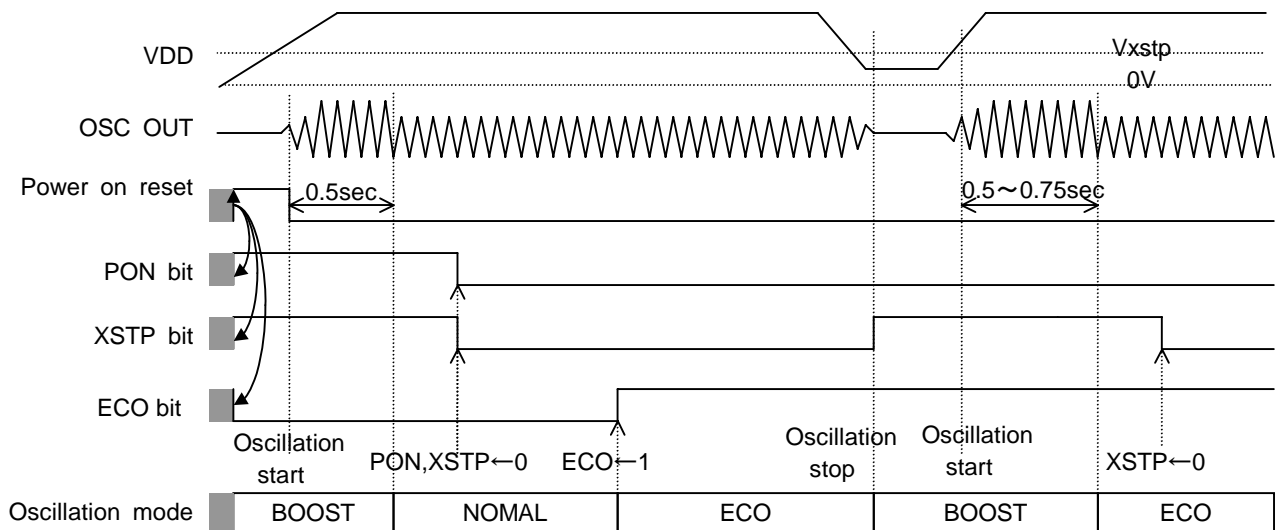 VDD
Vxstp
0V
OSC OUT
Power on reset
0.5sec
0.5～0.75sec
PON bit
XSTP bit
ECO bit
Oscillation start
PON,XSTP←0
ECO←1
Oscillation stop
Oscillation start
XSTP←0
Oscillation mode
BOOST
NOMAL
ECO
BOOST
ECO